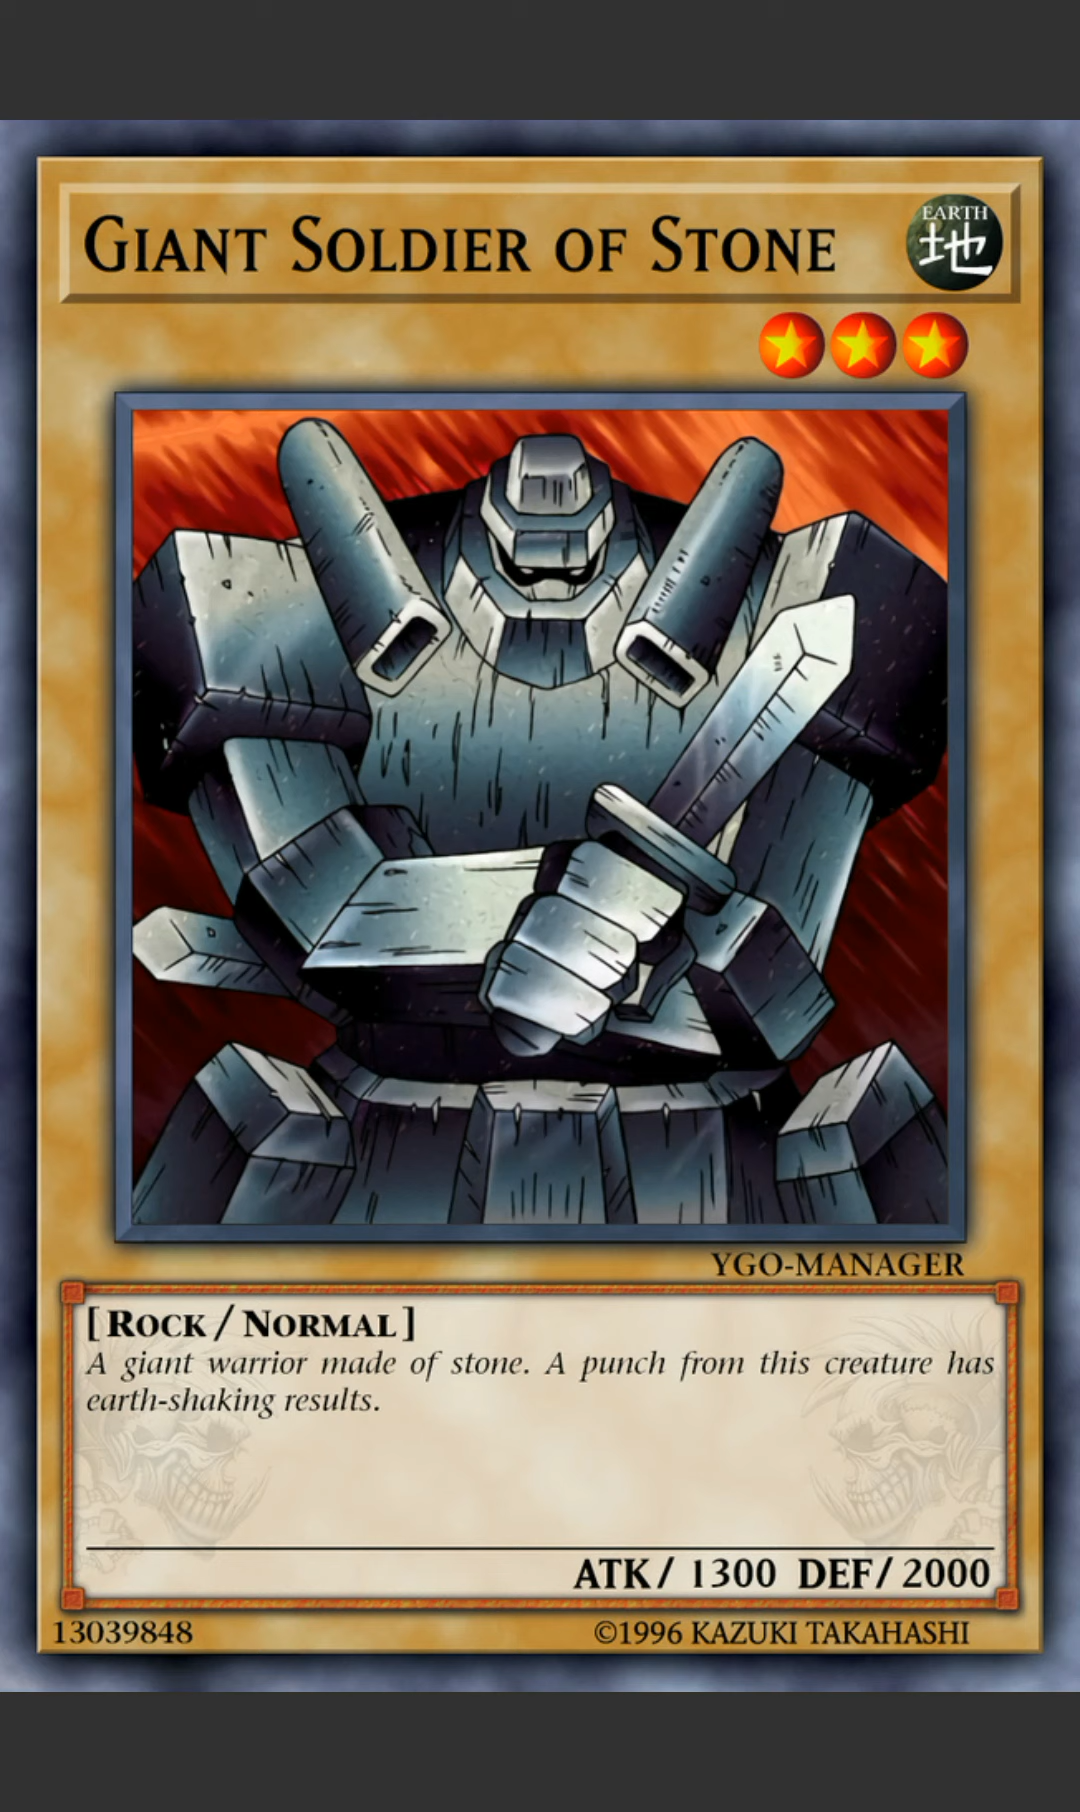 GIANT SOLDIER OF STONE
EARTH
地
YGO-MANAGER
[ROCK / NORMAL]
A giant warrior made of stone. A punch from this creature has
earth-shaking results.
ATK/ 1300 DEF/ 2000
13039848
©1996 KAZUKI TAKAHASHI